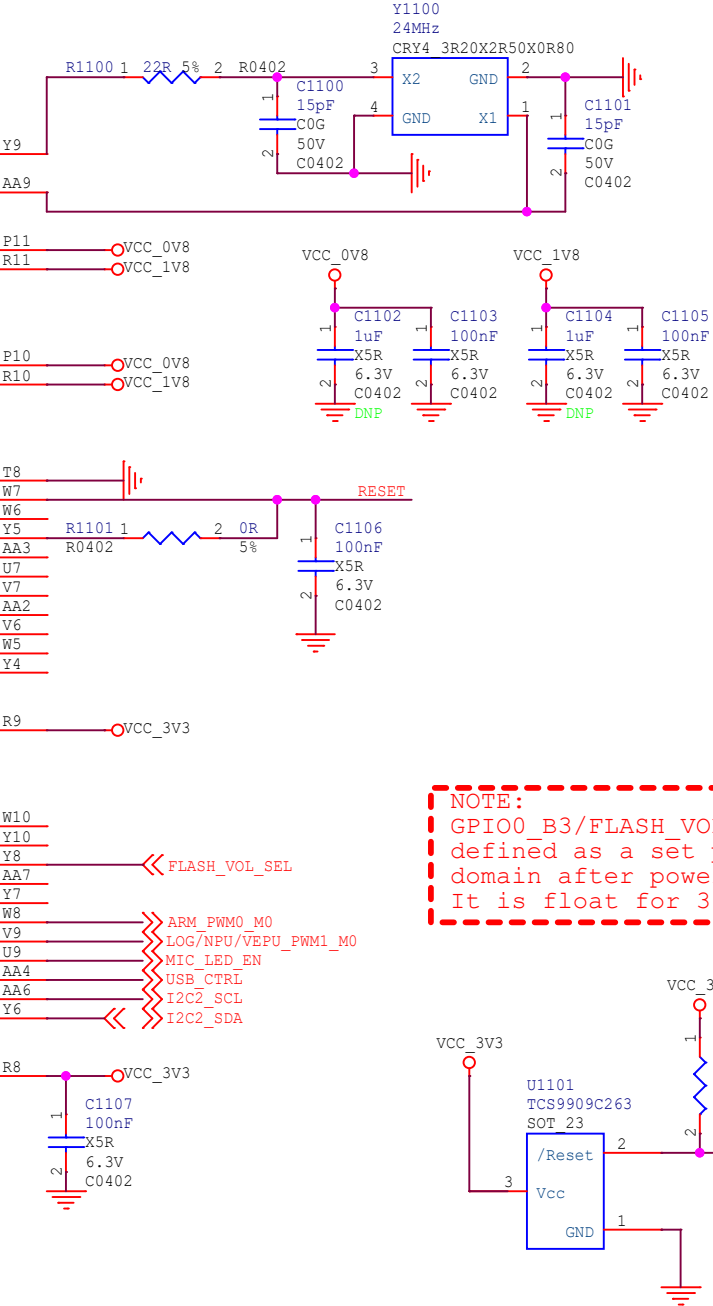 Y1100
24MHz
CRY4_3R20X2R50X0R80
R1100 1 22R 5% 2 R0402
3 X2 GND 2
4 GND X1 1
1
C1100
15pF
C0G
50V
C0402
2
1
C1101
15pF
C0G
50V
C0402
2
Y9
AA9
P11 VCC_0V8
R11 VCC_1V8
P10 VCC_0V8
R10 VCC_1V8
VCC_0V8
1
C1102
1uF
X5R
6.3V
C0402
DNP
2
1
C1103
100nF
X5R
6.3V
C0402
2
VCC_1V8
1
C1104
1uF
X5R
6.3V
C0402
DNP
2
1
C1105
100nF
X5R
6.3V
C0402
2
T8
W7 RESET
W6
Y5 R1101 1 2 0R
R0402 5%
AA3
U7
V7
AA2
V6
W5
Y4
1
C1106
100nF
X5R
6.3V
C0402
2
R9 VCC_3V3
W10
Y10
Y8 FLASH_VOL_SEL
AA7
Y7
W8 ARM_PWM0_M0
V9 LOG/NPU/VEPU_PWM1_M0
U9 MIC_LED_EN
AA4 USB_CTRL
AA6 I2C2_SCL
Y6 I2C2_SDA
NOTE:
GPIO0_B3/FLASH_VO
defined as a set
domain after powe
It is float for 3
R8 VCC_3V3
1
C1107
100nF
X5R
6.3V
C0402
2
VCC_3V3
VCC_3
1
2
U1101
TCS9909C263
SOT_23
/Reset 2
3 Vcc
GND 1